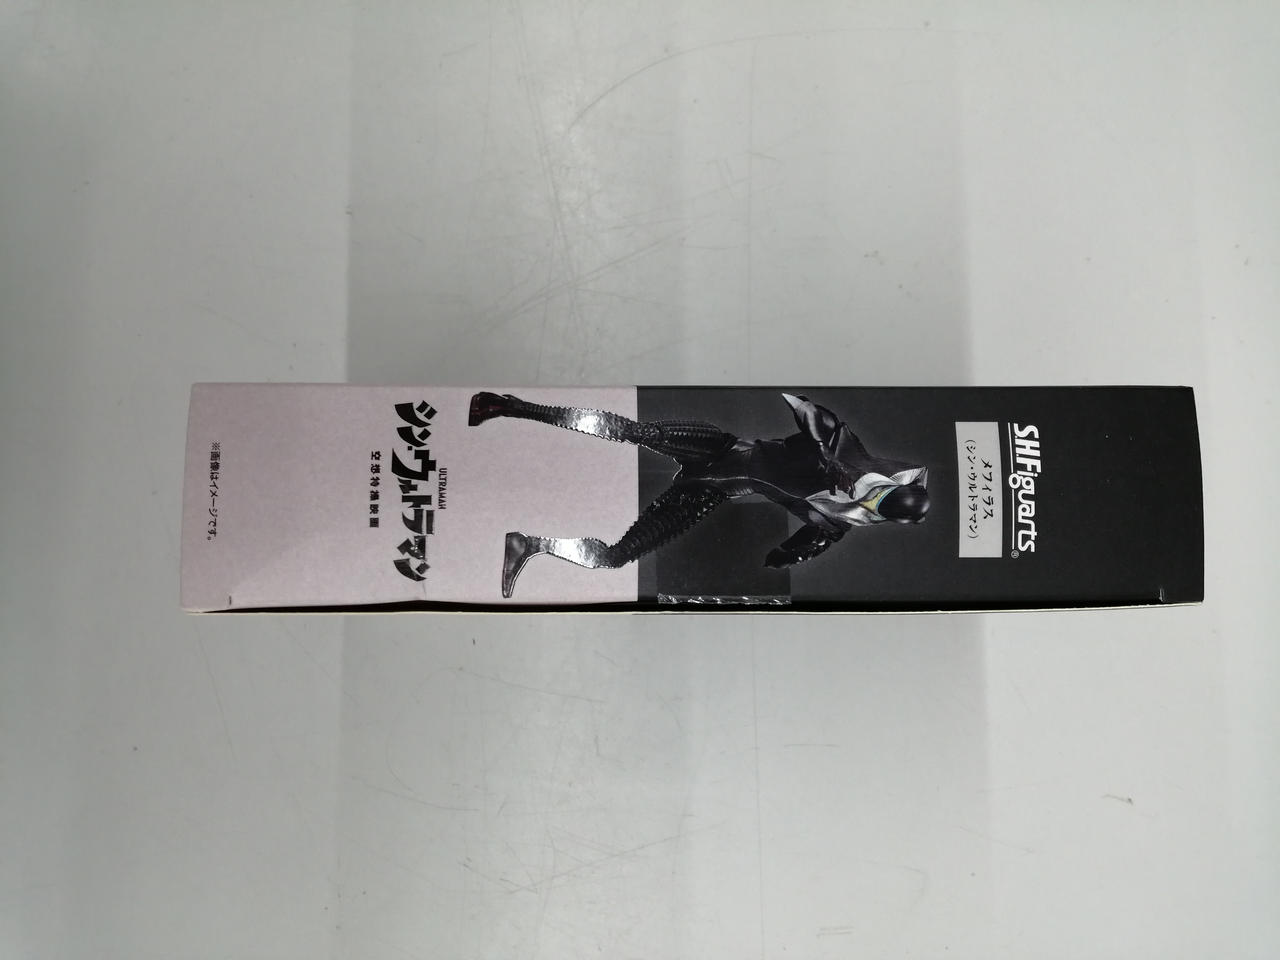 S.H.Figuarts®
メフィラス
(シン・ウルトラマン)
ULTRAMAN
シン・ウルトラマン
空想特撮映画
※画像はイメージです。